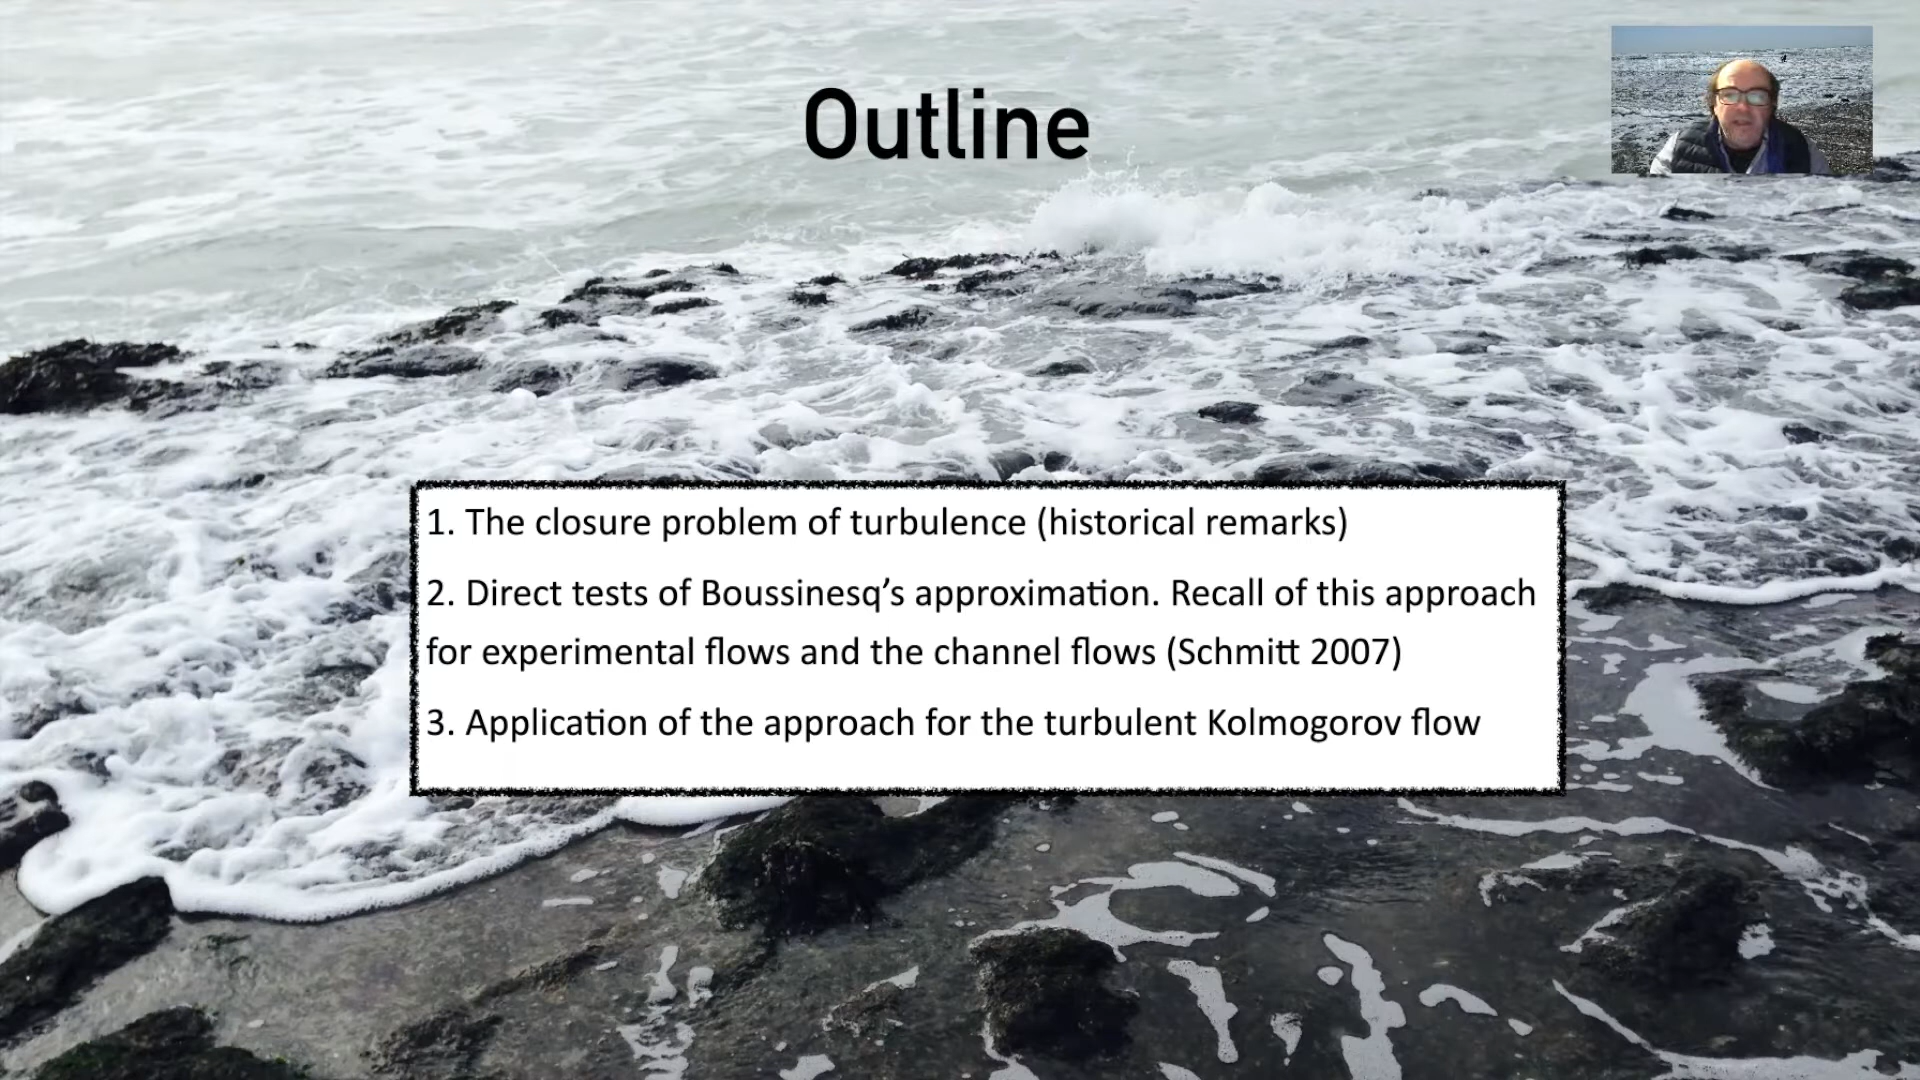 Outline
1. The closure problem of turbulence (historical remarks)
2. Direct tests of Boussinesq’s approximation. Recall of this approach
for experimental flows and the channel flows (Schmitt 2007)
3. Application of the approach for the turbulent Kolmogorov flow